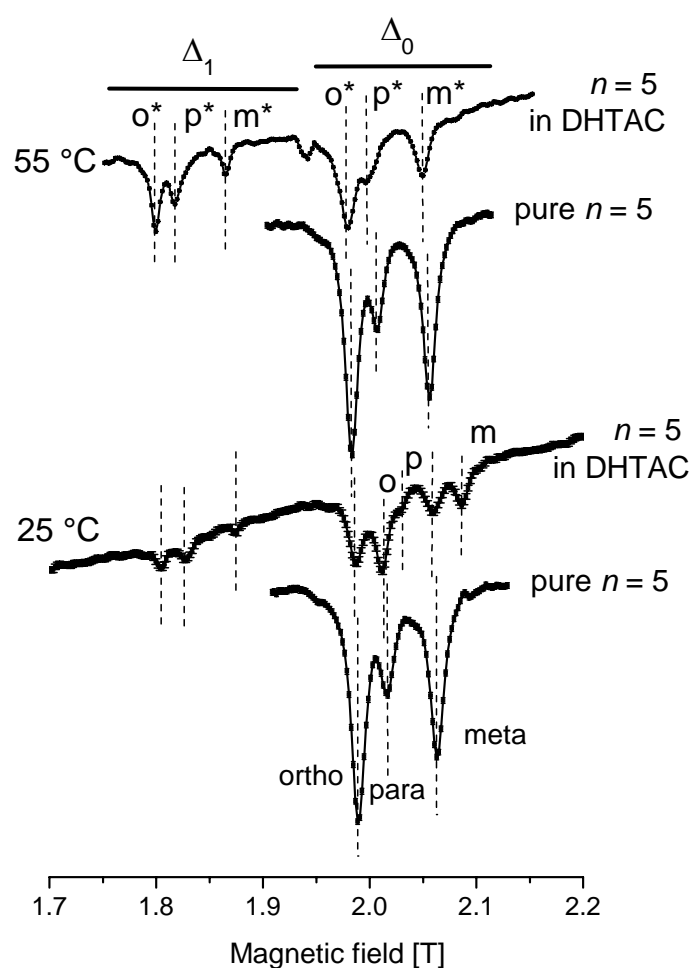 Δ1 Δ0
o* p* m* o* p* m* n = 5
in DHTAC
55 °C
pure n = 5
m n = 5
p in DHTAC
o
25 °C
pure n = 5
meta
ortho para
1.7 1.8 1.9 2.0 2.1 2.2
Magnetic field [T]